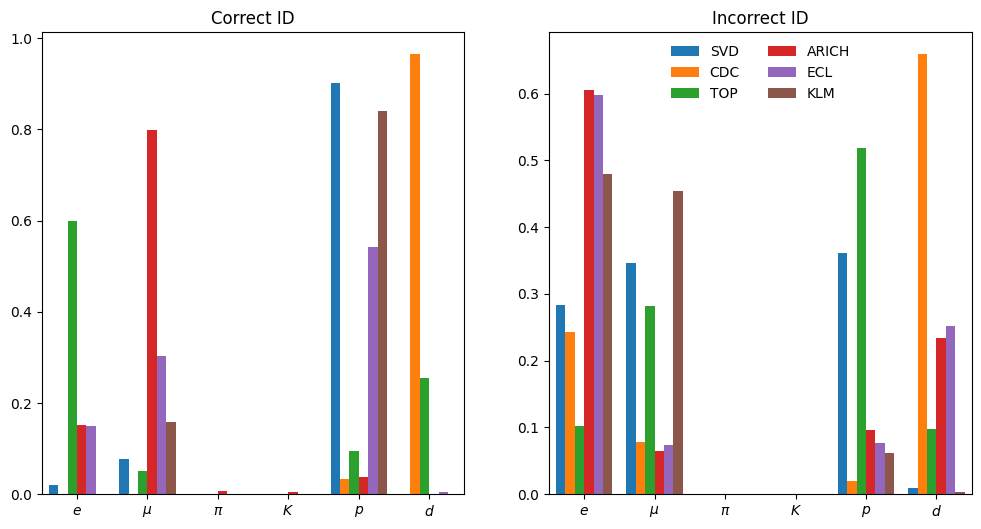 Correct ID
1.0
0.8
0.6
0.4
0.2
0.0
e μ π K p d
Incorrect ID
SVD ARICH
CDC ECL
TOP KLM
0.6
0.5
0.4
0.3
0.2
0.1
0.0
e μ π K p d